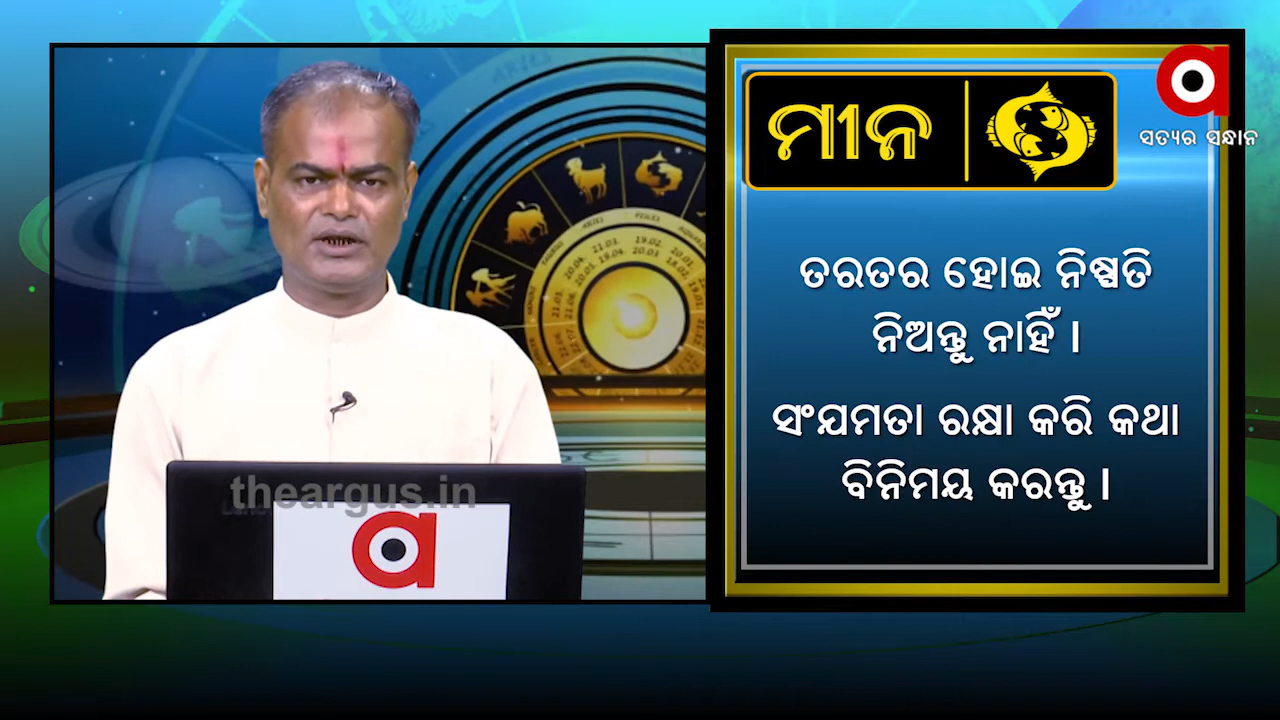 ମୀନ
ସତ୍ୟର ସନ୍ଧାନ
ତରତର ହୋଇ ନିଷ୍ପତି
ନିଅନ୍ତୁ ନାହିଁ ।
ସଂଯମତା ରକ୍ଷା କରି କଥା
ବିନିମୟ କରନ୍ତୁ ।
theargus.in